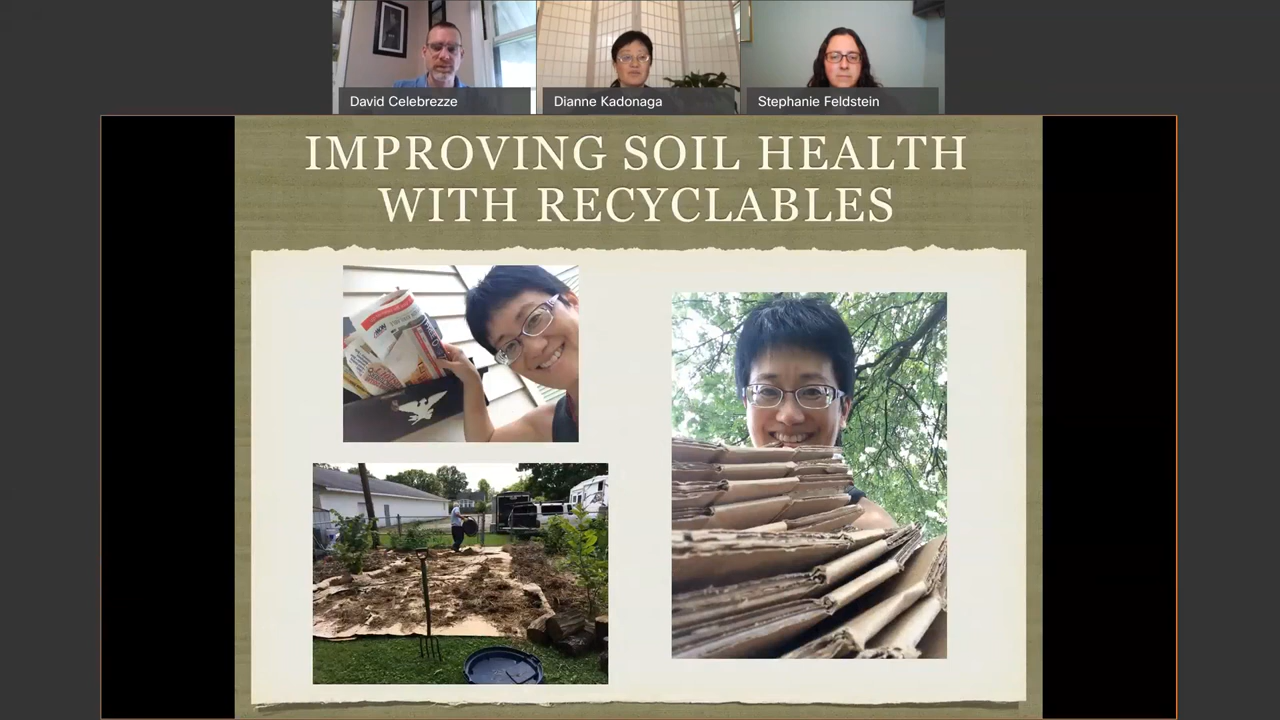 David Celebrezze
Dianne Kadonaga
Stephanie Feldstein
IMPROVING SOIL HEALTH
WITH RECYCLABLES